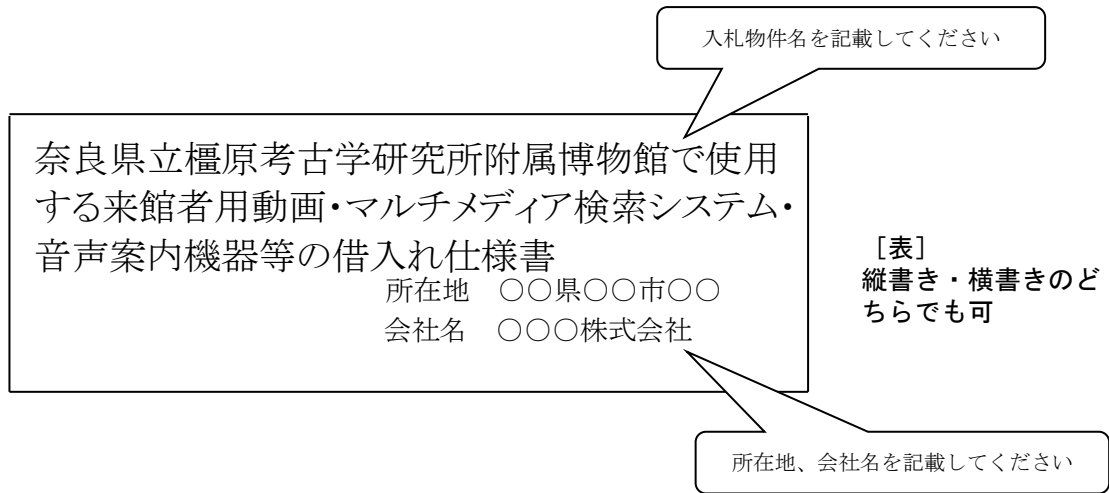 入札物件名を記載してください
奈良県立橿原考古学研究所附属博物館で使用
する来館者用動画・マルチメディア検索システム・
音声案内機器等の借入れ仕様書
所在地　○○県○○市○○
会社名　○○○株式会社
［表］
縦書き・横書きのど
ちらでも可
所在地、会社名を記載してください